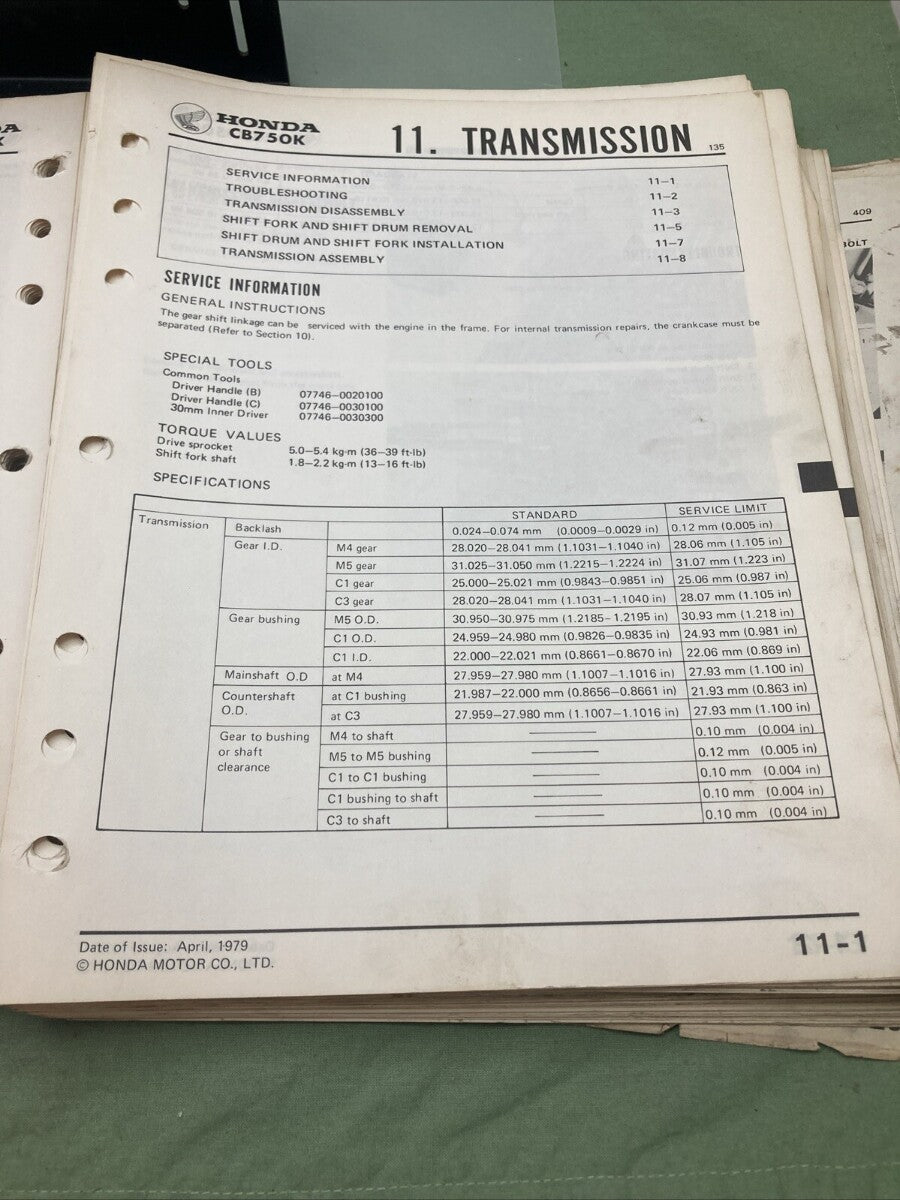 HONDA
CB750K
11. TRANSMISSION 135
SERVICE INFORMATION 11–1
TROUBLESHOOTING 11–2
TRANSMISSION DISASSEMBLY 11–3
SHIFT FORK AND SHIFT DRUM REMOVAL 11–5
SHIFT DRUM AND SHIFT FORK INSTALLATION 11–7
TRANSMISSION ASSEMBLY 11–8
SERVICE INFORMATION
GENERAL INSTRUCTIONS
The gear shift linkage can be serviced with the engine in the frame. For internal transmission repairs, the crankcase must be
separated (Refer to Section 10).
SPECIAL TOOLS
Common Tools
Driver Handle (B) 07746–0020100
Driver Handle (C) 07746–0030100
30mm Inner Driver 07746–0030300
TORQUE VALUES
Drive sprocket 5.0–5.4 kg-m (36–39 ft-lb)
Shift fork shaft 1.8–2.2 kg-m (13–16 ft-lb)
SPECIFICATIONS
STANDARD SERVICE LIMIT
Transmission Backlash 0.024–0.074 mm (0.0009–0.0029 in) 0.12 mm (0.005 in)
Gear I.D. M4 gear 28.020–28.041 mm (1.1031–1.1040 in) 28.06 mm (1.105 in)
M5 gear 31.025–31.050 mm (1.2215–1.2224 in) 31.07 mm (1.223 in)
C1 gear 25.000–25.021 mm (0.9843–0.9851 in) 25.06 mm (0.987 in)
C3 gear 28.020–28.041 mm (1.1031–1.1040 in) 28.07 mm (1.105 in)
Gear bushing M5 O.D. 30.950–30.975 mm (1.2185–1.2195 in) 30.93 mm (1.218 in)
C1 O.D. 24.959–24.980 mm (0.9826–0.9835 in) 24.93 mm (0.981 in)
C1 I.D. 22.000–22.021 mm (0.8661–0.8670 in) 22.06 mm (0.869 in)
Mainshaft O.D at M4 27.959–27.980 mm (1.1007–1.1016 in) 27.93 mm (1.100 in)
Countershaft at C1 bushing 21.987–22.000 mm (0.8656–0.8661 in) 21.93 mm (0.863 in)
O.D. at C3 27.959–27.980 mm (1.1007–1.1016 in) 27.93 mm (1.100 in)
Gear to bushing M4 to shaft ——— 0.10 mm (0.004 in)
or shaft M5 to M5 bushing ——— 0.12 mm (0.005 in)
clearance C1 to C1 bushing ——— 0.10 mm (0.004 in)
C1 bushing to shaft ——— 0.10 mm (0.004 in)
C3 to shaft ——— 0.10 mm (0.004 in)
Date of Issue: April, 1979
© HONDA MOTOR CO., LTD.
11-1
409
BOLT